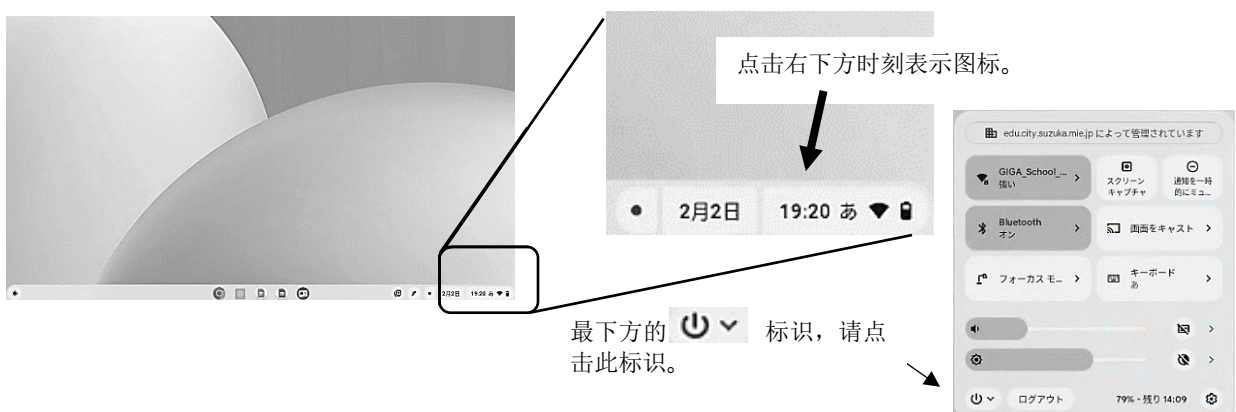 点击右下方时刻表示图标。
2月2日 19:20 あ
2月2日 19:20 あ
最下方的 标识，请点
击此标识。
edu.city.suzuka.mie.jp によって管理されています
GIGA_School_...
強い
スクリーン
キャプチャ
通知を一時
的にミュ...
Bluetooth
オン
画面をキャスト
フォーカス モ...
キーボード
あ
ログアウト
79% - 残り 14:09